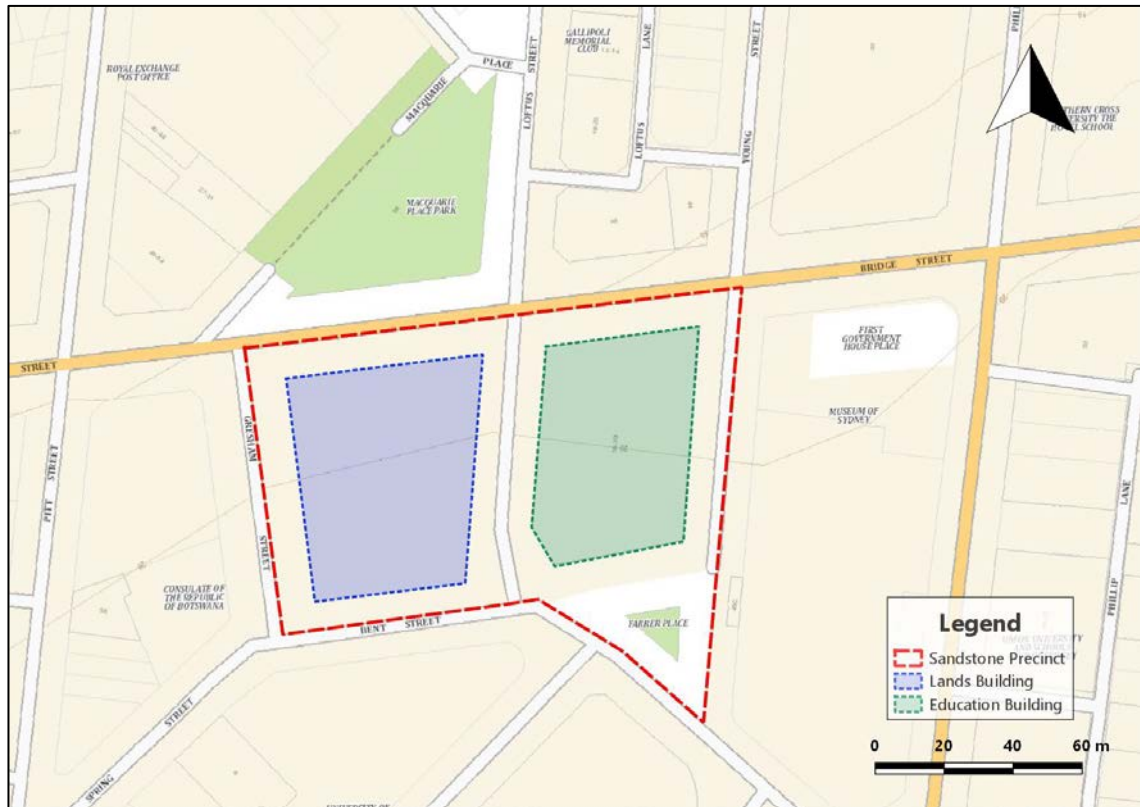 ROYAL EXCHANGE
POST OFFICE
GALLIPOLI
MEMORIAL
CLUB
PLACE
MACQUARIE
LOFTUS
STREET
LANE
LOFTUS
STREET
YOUNG
MACQUARIE
PLACE PARK
BRIDGE STREET
FIRST
GOVERNMENT
HOUSE PLACE
MUSEUM OF
SYDNEY
STREET
PITT STREET
GRESHAM
STREET
CONSULATE OF
THE REPUBLIC
OF BOTSWANA
BENT STREET
FARRER PLACE
SPRING STREET
LANE
PHILLIP
Legend
Sandstone Precinct
Lands Building
Education Building
0 20 40 60 m